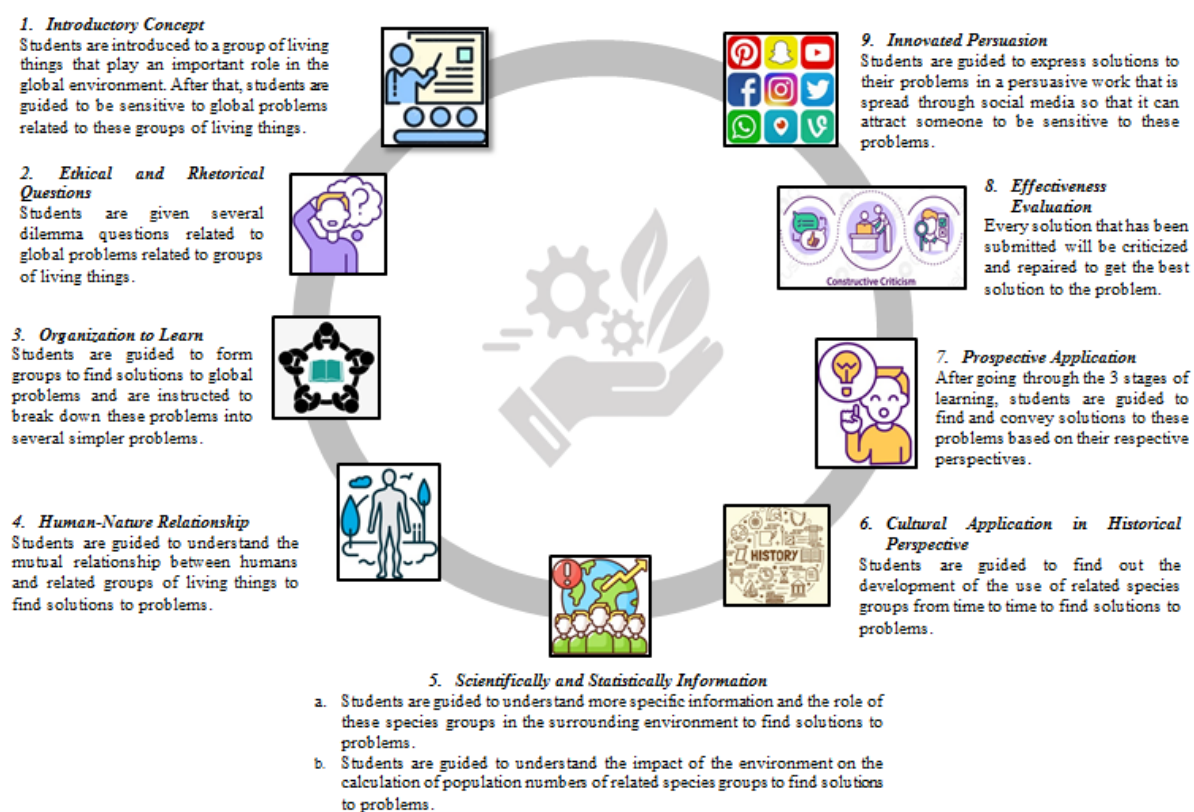 1. Introductory Concept
Students are introduced to a group of living
things that play an important role in the
global environment. After that, students are
guided to be sensitive to global problems
related to these groups of living things.
2. Ethical and Rhetorical
Questions
Students are given several
dilemma questions related to
global problems related to groups
of living things.
3. Organization to Learn
Students are guided to form
groups to find solutions to global
problems and are instructed to
break down these problems into
several simpler problems.
4. Human-Nature Relationship
Students are guided to understand the
mutual relationship between humans
and related groups of living things to
find solutions to problems.
5. Scientifically and Statistically Information
a. Students are guided to understand more specific information and the role of
these species groups in the surrounding environment to find solutions to
problems.
b. Students are guided to understand the impact of the environment on the
calculation of population numbers of related species groups to find solutions
to problems.
HISTORY
6. Cultural Application in Historical
Perspective
Students are guided to find out the
development of the use of related species
groups from time to time to find solutions to
problems.
7. Prospective Application
After going through the 3 stages of
learning, students are guided to
find and convey solutions to these
problems based on their respective
perspectives.
Constructive Criticism
8. Effectiveness
Evaluation
Every solution that has been
submitted will be criticized
and repaired to get the best
solution to the problem.
9. Innovated Persuasion
Students are guided to express solutions to
their problems in a persuasive work that is
spread through social media so that it can
attract someone to be sensitive to these
problems.